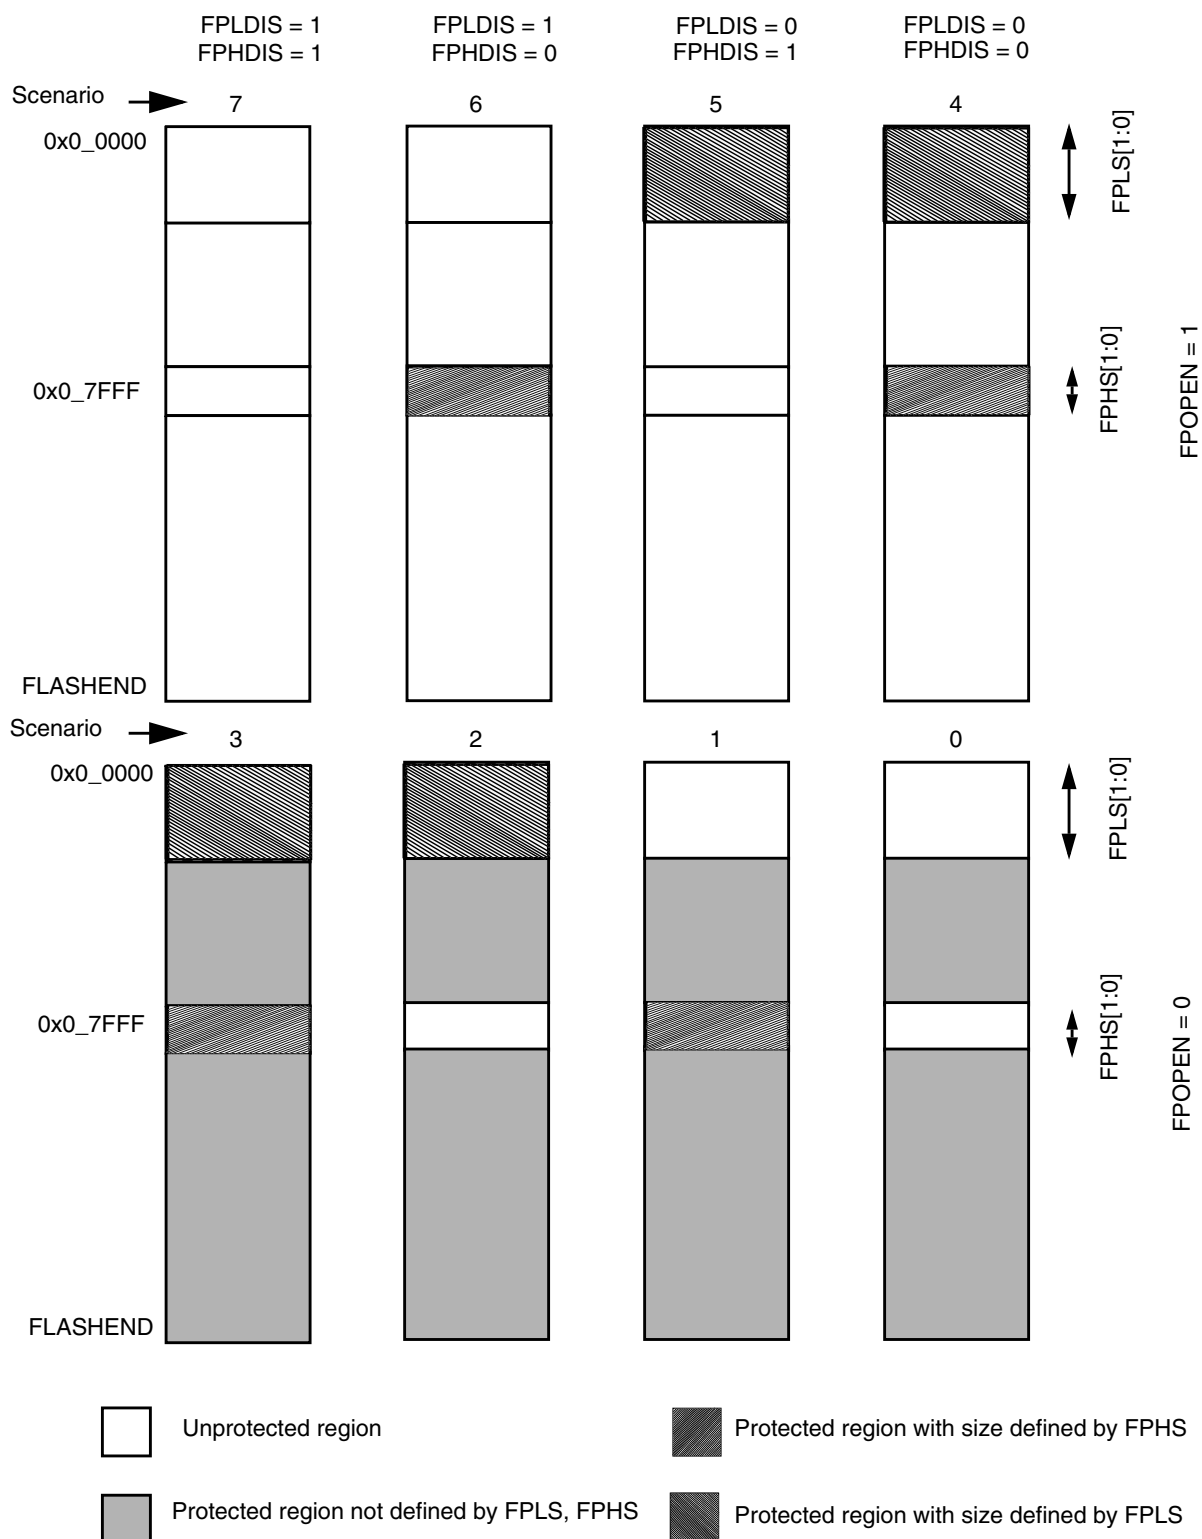 FPLDIS = 1 FPLDIS = 1 FPLDIS = 0 FPLDIS = 0
FPHDIS = 1 FPHDIS = 0 FPHDIS = 1 FPHDIS = 0
Scenario 7 6 5 4
0x0_0000
FPLS[1:0]
0x0_7FFF
FPHS[1:0]
FPOPEN = 1
FLASHEND
Scenario 3 2 1 0
0x0_0000
FPLS[1:0]
0x0_7FFF
FPHS[1:0]
FPOPEN = 0
FLASHEND
Unprotected region
Protected region with size defined by FPHS
Protected region not defined by FPLS, FPHS
Protected region with size defined by FPLS